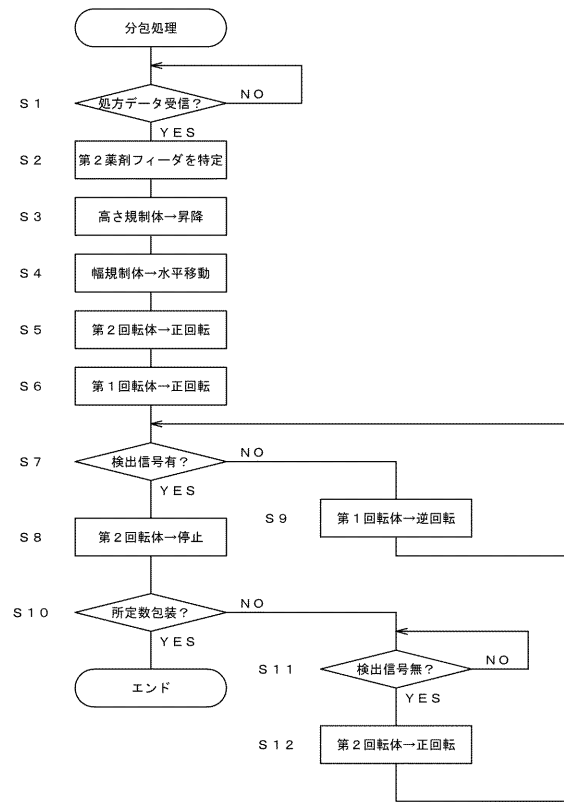 分包処理
S1
処方データ受信？
NO
YES
S2
第2薬剤フィーダを特定
S3
高さ規制体→昇降
S4
幅規制体→水平移動
S5
第2回転体→正回転
S6
第1回転体→正回転
S7
検出信号有？
NO
YES
S9
第1回転体→逆回転
S8
第2回転体→停止
S10
所定数包装？
NO
YES
エンド
S11
検出信号無？
NO
YES
S12
第2回転体→正回転